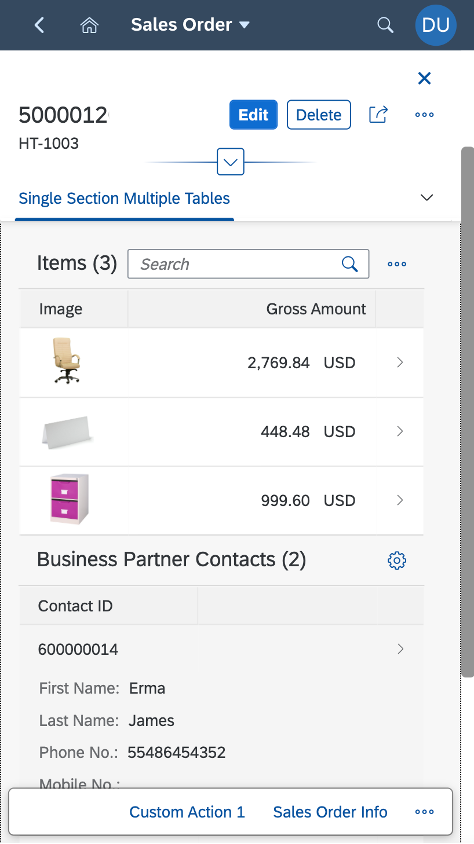 Sales Order
DU
5000012
Edit
Delete
HT-1003
Single Section Multiple Tables
Items (3)
Search
Image
Gross Amount
2,769.84 USD
448.48 USD
999.60 USD
Business Partner Contacts (2)
Contact ID
600000014
First Name: Erma
Last Name: James
Phone No.: 55486454352
Mobile No.:
Custom Action 1
Sales Order Info